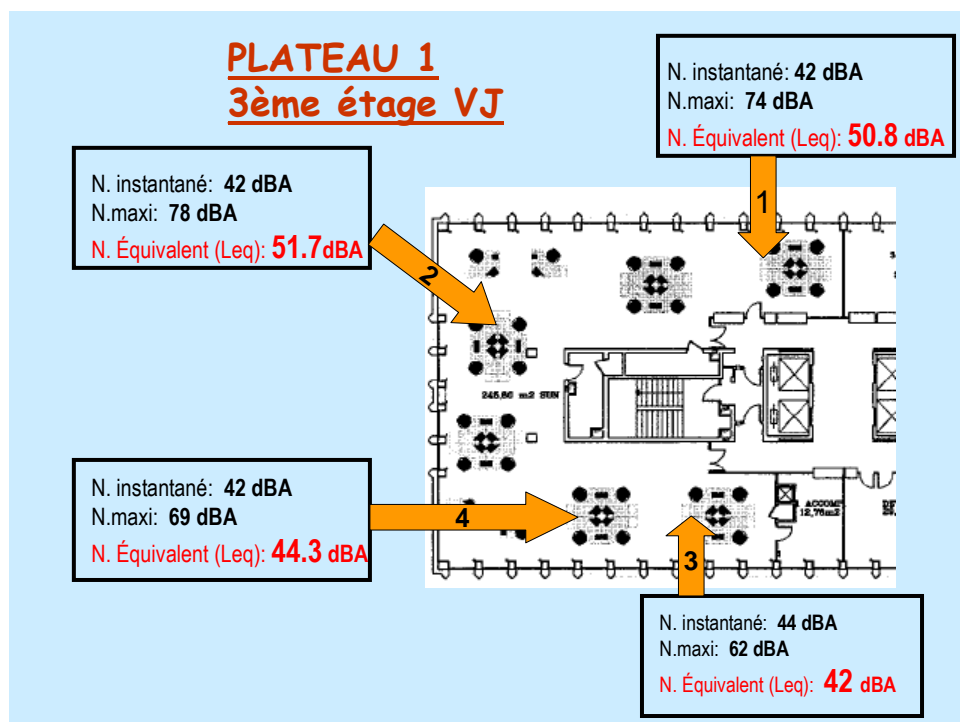 PLATEAU 1
3ème étage VJ
N. instantané: 42 dBA
N.maxi: 74 dBA
N. Équivalent (Leq): 50.8 dBA
1
N. instantané: 42 dBA
N.maxi: 78 dBA
N. Équivalent (Leq): 51.7dBA
2
245,60 m2 SUN
N. instantané: 42 dBA
N.maxi: 69 dBA
N. Équivalent (Leq): 44.3 dBA
4
12,76m2
3
N. instantané: 44 dBA
N.maxi: 62 dBA
N. Équivalent (Leq): 42 dBA